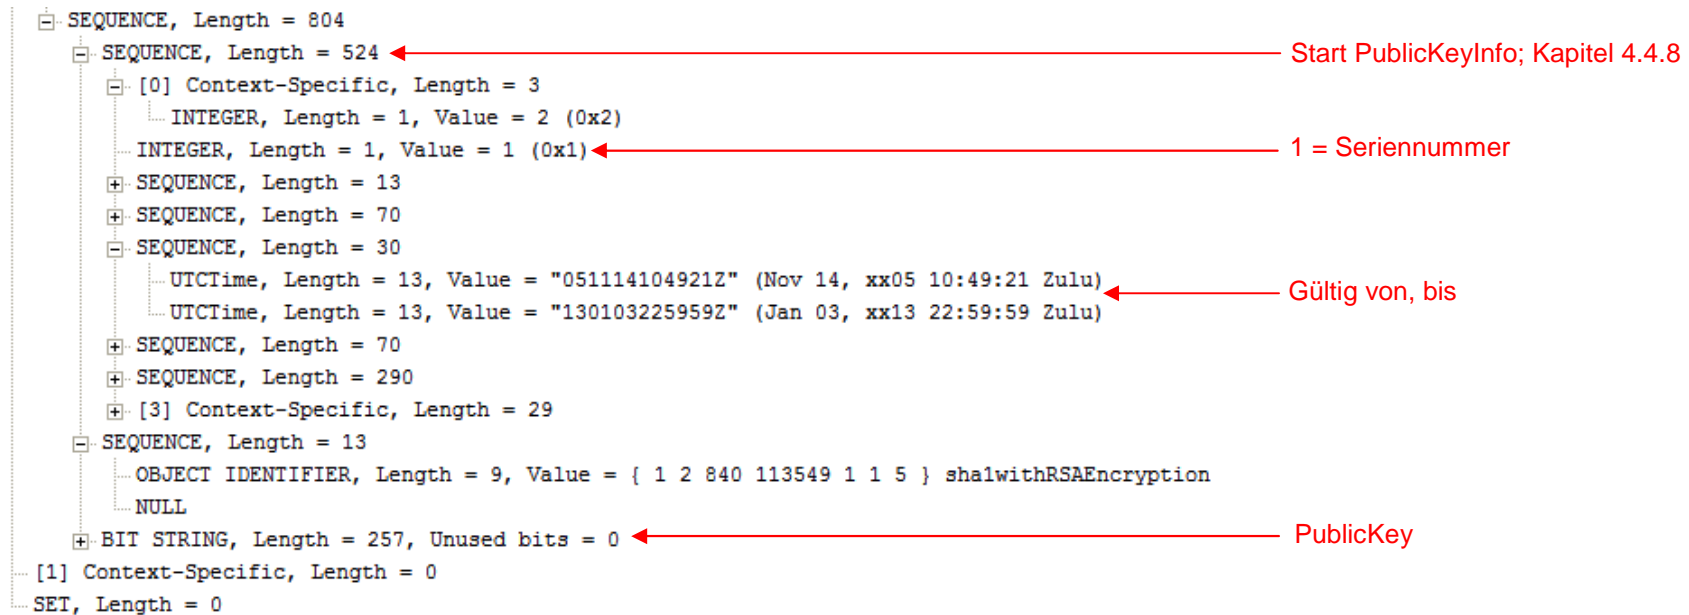 SEQUENCE, Length = 804
SEQUENCE, Length = 524 Start PublicKeyInfo; Kapitel 4.4.8
[0] Context-Specific, Length = 3
INTEGER, Length = 1, Value = 2 (0x2)
INTEGER, Length = 1, Value = 1 (0x1) 1 = Seriennummer
SEQUENCE, Length = 13
SEQUENCE, Length = 70
SEQUENCE, Length = 30
UTCTime, Length = 13, Value = "051114104921Z" (Nov 14, xx05 10:49:21 Zulu)
Gültig von, bis
UTCTime, Length = 13, Value = "130103225959Z" (Jan 03, xx13 22:59:59 Zulu)
SEQUENCE, Length = 70
SEQUENCE, Length = 290
[3] Context-Specific, Length = 29
SEQUENCE, Length = 13
OBJECT IDENTIFIER, Length = 9, Value = { 1 2 840 113549 1 1 5 } sha1withRSAEncryption
NULL
BIT STRING, Length = 257, Unused bits = 0 PublicKey
[1] Context-Specific, Length = 0
SET, Length = 0